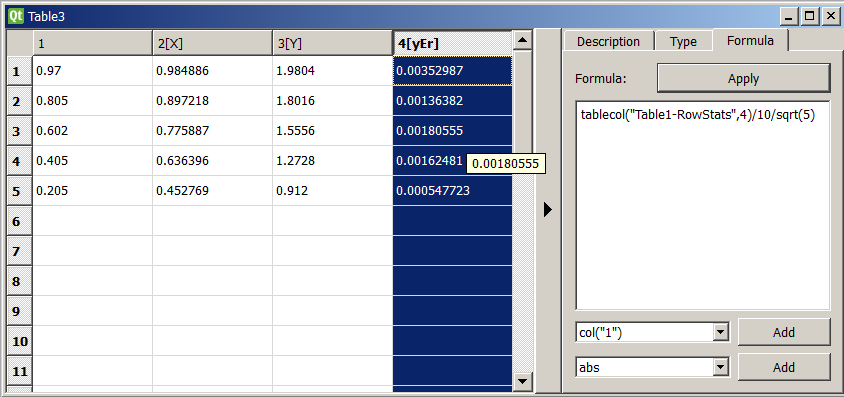 Qt Table3
Description Type Formula
1 2[X] 3[Y] 4[yEr]
1 0.97 0.984886 1.9804 0.00352987
2 0.805 0.897218 1.8016 0.00136382
3 0.602 0.775887 1.5556 0.00180555
4 0.405 0.636396 1.2728 0.00162481
0.00180555
5 0.205 0.452769 0.912 0.000547723
6
7
8
9
10
11
Formula: Apply
tablecol("Table1-RowStats",4)/10/sqrt(5)
col("1") Add
abs Add